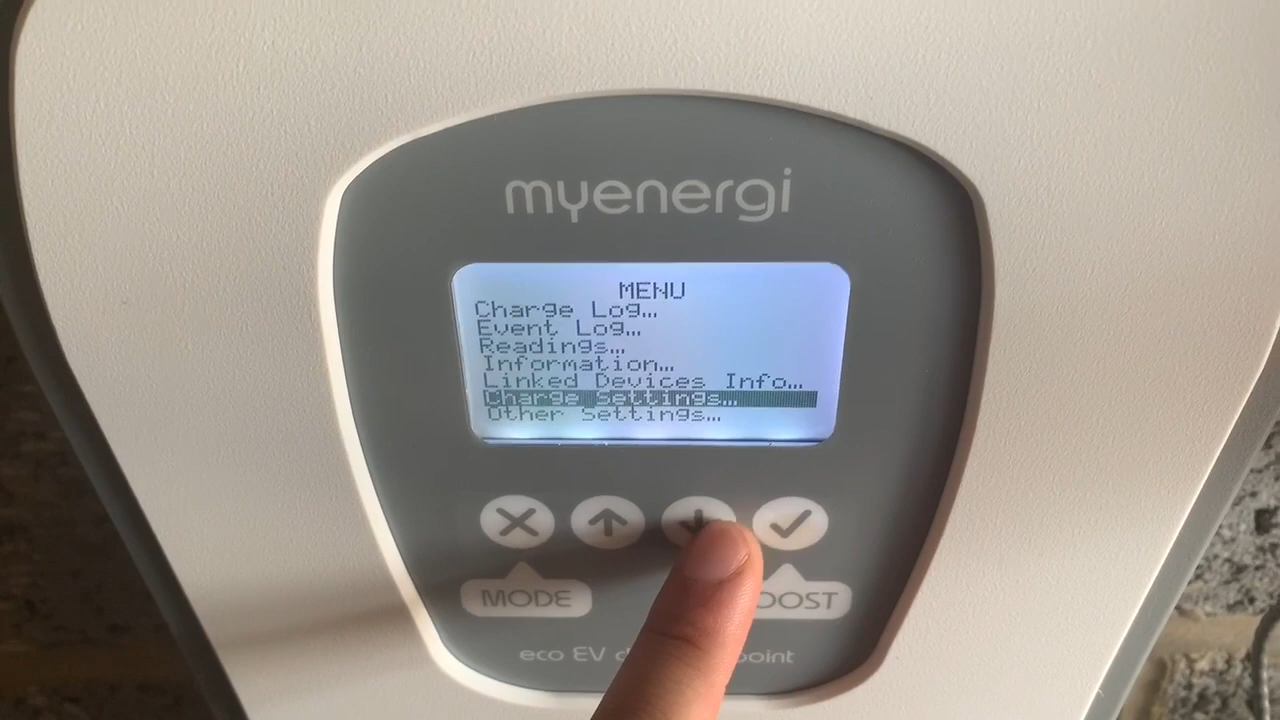 myenergi
MENU
Charge Log...
Event Log...
Readings...
Information...
Linked Devices Info...
Charge Settings...
Other Settings...
MODE
eco EV